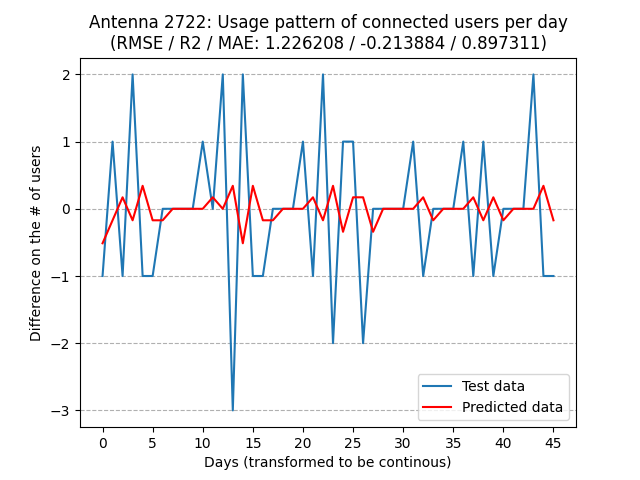 Antenna 2722: Usage pattern of connected users per day
(RMSE / R2 / MAE: 1.226208 / -0.213884 / 0.897311)
Difference on the # of users
2
1
0
−1
−2
−3
Test data
Predicted data
0 5 10 15 20 25 30 35 40 45
Days (transformed to be continous)